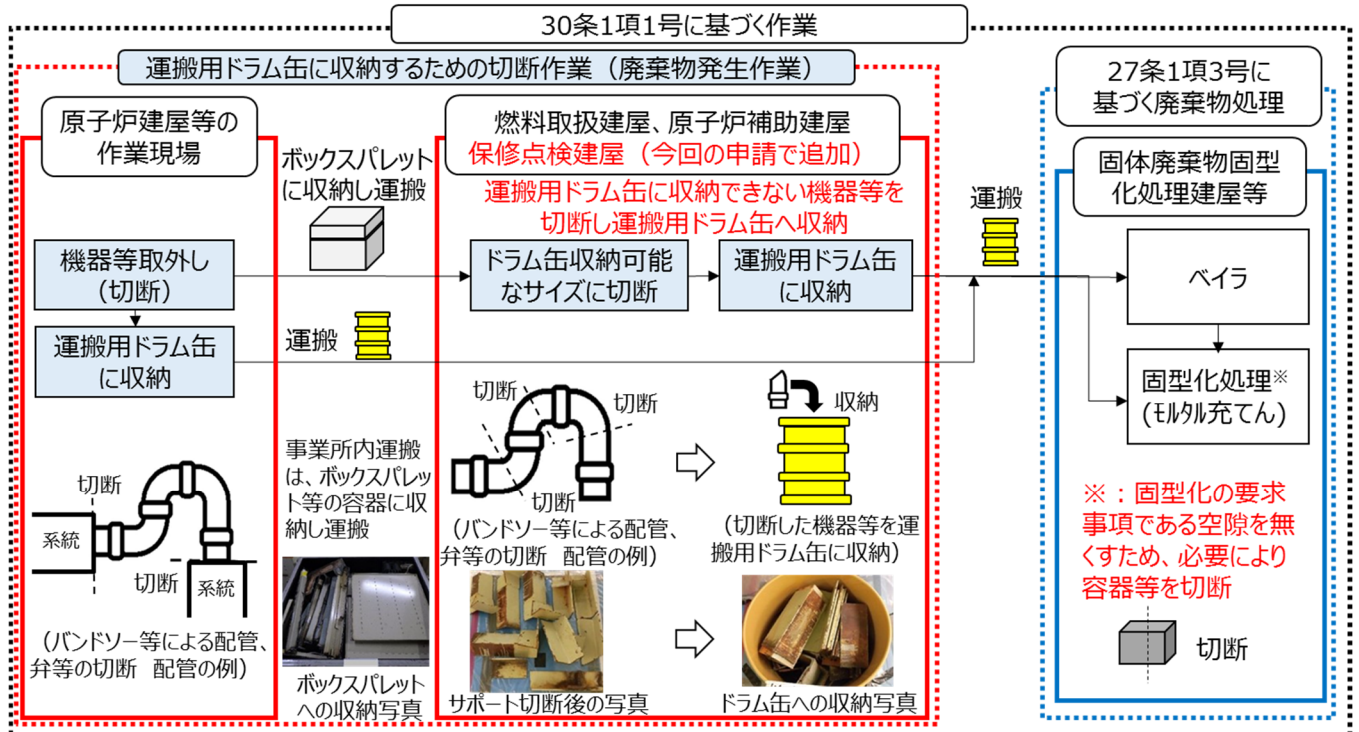 30条1項1号に基づく作業
運搬用ドラム缶に収納するための切断作業（廃棄物発生作業）
原子炉建屋等の
作業現場
機器等取外し
（切断）
運搬用ドラム缶
に収納
切断
系統
切断
系統
（バンドソー等による配管、
弁等の切断　配管の例）
ボックスパレット
に収納し運搬
運搬
事業所内運搬
は、ボックスパレッ
ト等の容器に収
納し運搬
ボックスパレット
への収納写真
燃料取扱建屋、原子炉補助建屋
保修点検建屋（今回の申請で追加）
運搬用ドラム缶に収納できない機器等を
切断し運搬用ドラム缶へ収納
ドラム缶収納可能
なサイズに切断
運搬用ドラム缶
に収納
切断
切断
切断
収納
（バンドソー等による配管、
弁等の切断　配管の例）
（切断した機器等を運
搬用ドラム缶に収納）
サポート切断後の写真
ドラム缶への収納写真
運搬
27条1項3号に
基づく廃棄物処理
固体廃棄物固型
化処理建屋等
ベイラ
固型化処理※
(ﾓﾙﾀﾙ充てん)
※：固型化の要求
事項である空隙を無
くすため、必要により
容器等を切断
切断